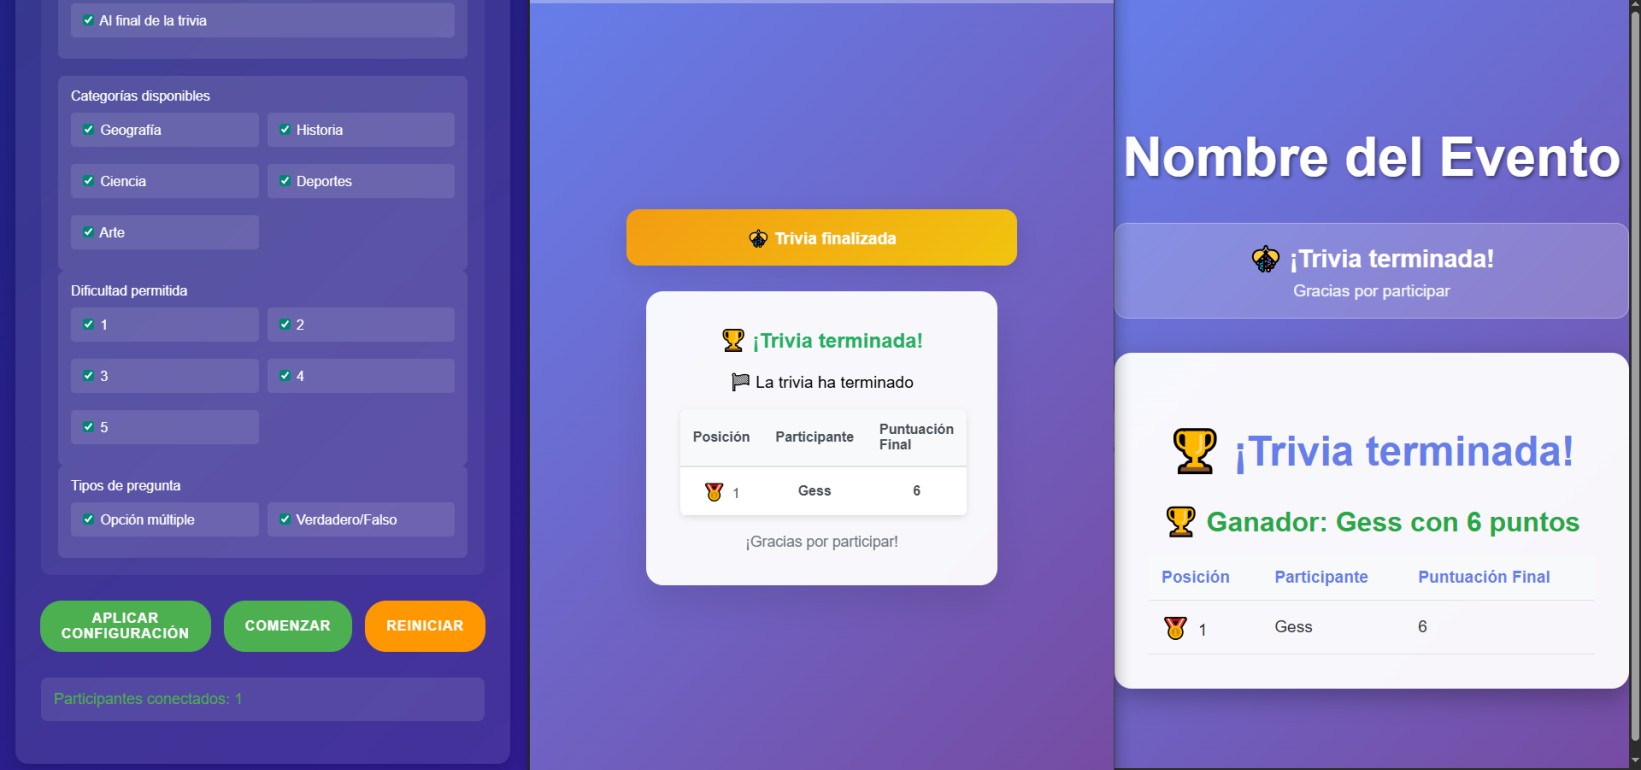 Al final de la trivia
Categorías disponibles
Geografía
Historia
Ciencia
Deportes
Arte
Dificultad permitida
1
2
3
4
5
Tipos de pregunta
Opción múltiple
Verdadero/Falso
APLICAR
CONFIGURACIÓN
COMENZAR
REINICIAR
Participantes conectados: 1
Trivia finalizada
¡Trivia terminada!
La trivia ha terminado
Posición Participante Puntuación
Final
1 Gess 6
¡Gracias por participar!
Nombre del Evento
¡Trivia terminada!
Gracias por participar
¡Trivia terminada!
Ganador: Gess con 6 puntos
Posición Participante Puntuación Final
1 Gess 6